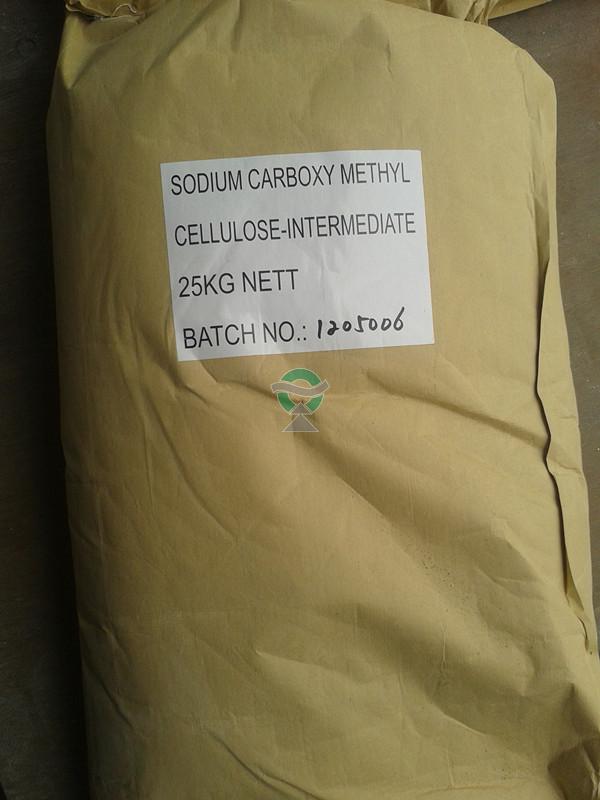 SODIUM CARBOXY METHYL
CELLULOSE-INTERMEDIATE
25KG NETT
BATCH NO.: 1205006